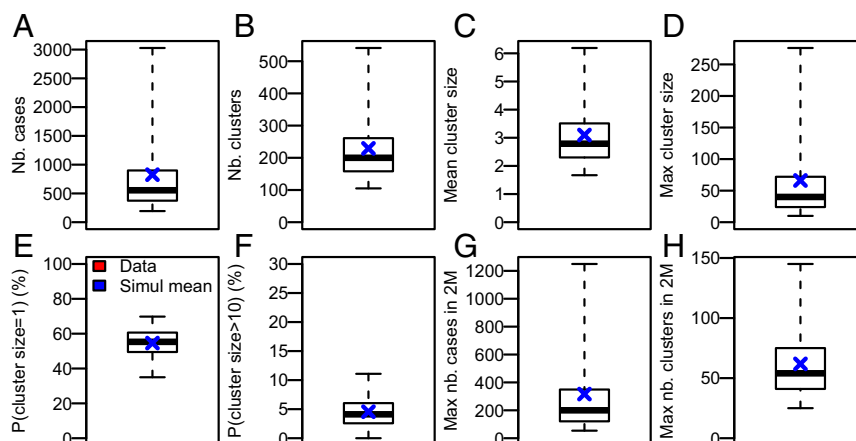 A
Nb. cases
3000
2500
2000
1500
1000
500
0
B
Nb. clusters
500
400
300
200
100
0
C
Mean cluster size
6
5
4
3
2
1
0
D
Max cluster size
250
200
150
100
50
0
E
P(cluster size=1) (%)
100
80
60
40
20
0
Data
Simul mean
F
P(cluster size>10) (%)
30
25
20
15
10
5
0
G
Max nb. cases in 2M
1200
1000
800
600
400
200
0
H
Max nb. clusters in 2M
150
100
50
0